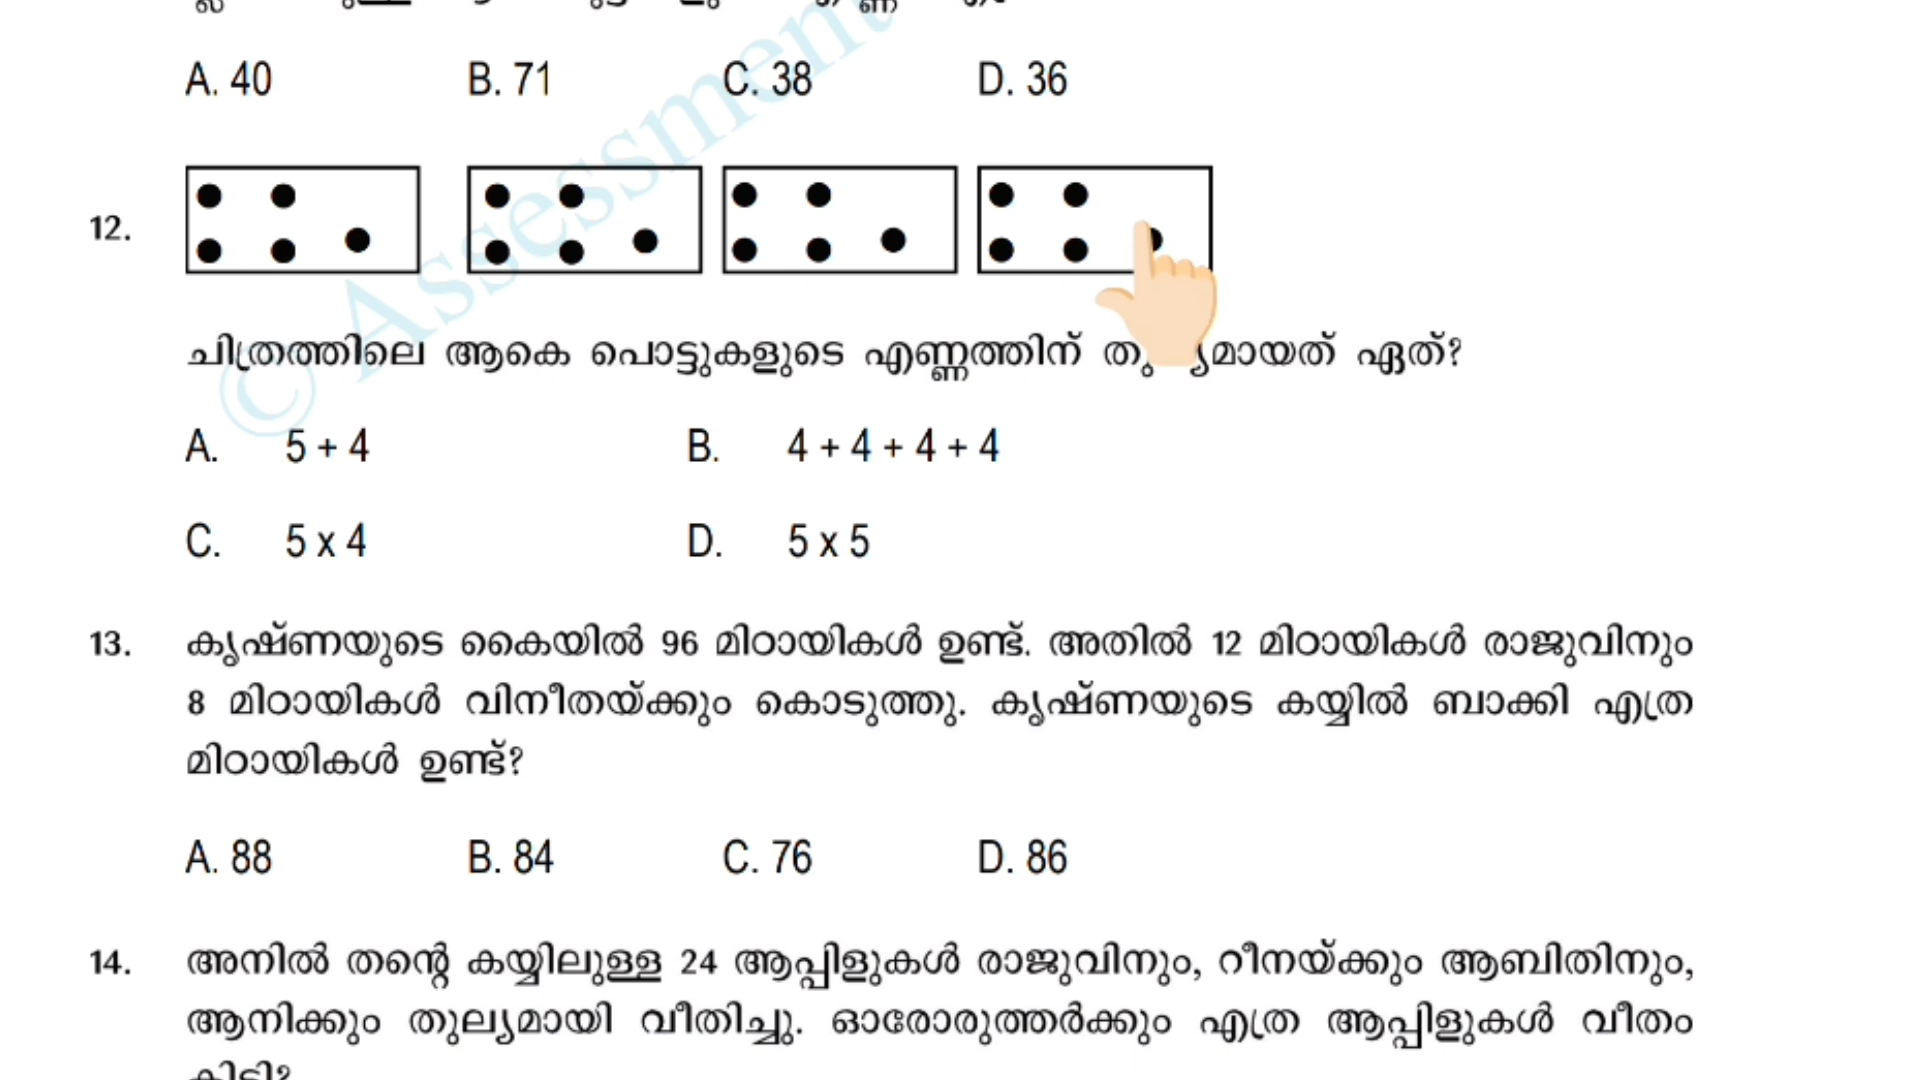 A. 40 B. 71 C. 38 D. 36
© Assessment
12.
ചിത്രത്തിലെ ആകെ പൊട്ടുകളുടെ എണ്ണത്തിന് തുല്യമായത് ഏത്?
A. 5 + 4 B. 4 + 4 + 4 + 4
C. 5 x 4 D. 5 x 5
13. കൃഷ്ണയുടെ കൈയിൽ 96 മിഠായികൾ ഉണ്ട്. അതിൽ 12 മിഠായികൾ രാജുവിനും
8 മിഠായികൾ വിനീതയ്ക്കും കൊടുത്തു. കൃഷ്ണയുടെ കയ്യിൽ ബാക്കി എത്ര
മിഠായികൾ ഉണ്ട്?
A. 88 B. 84 C. 76 D. 86
14. അനിൽ തന്റെ കയ്യിലുള്ള 24 ആപ്പിളുകൾ രാജുവിനും, റീനയ്ക്കും ആബിതിനും,
ആനിക്കും തുല്യമായി വീതിച്ചു. ഓരോരുത്തർക്കും എത്ര ആപ്പിളുകൾ വീതം